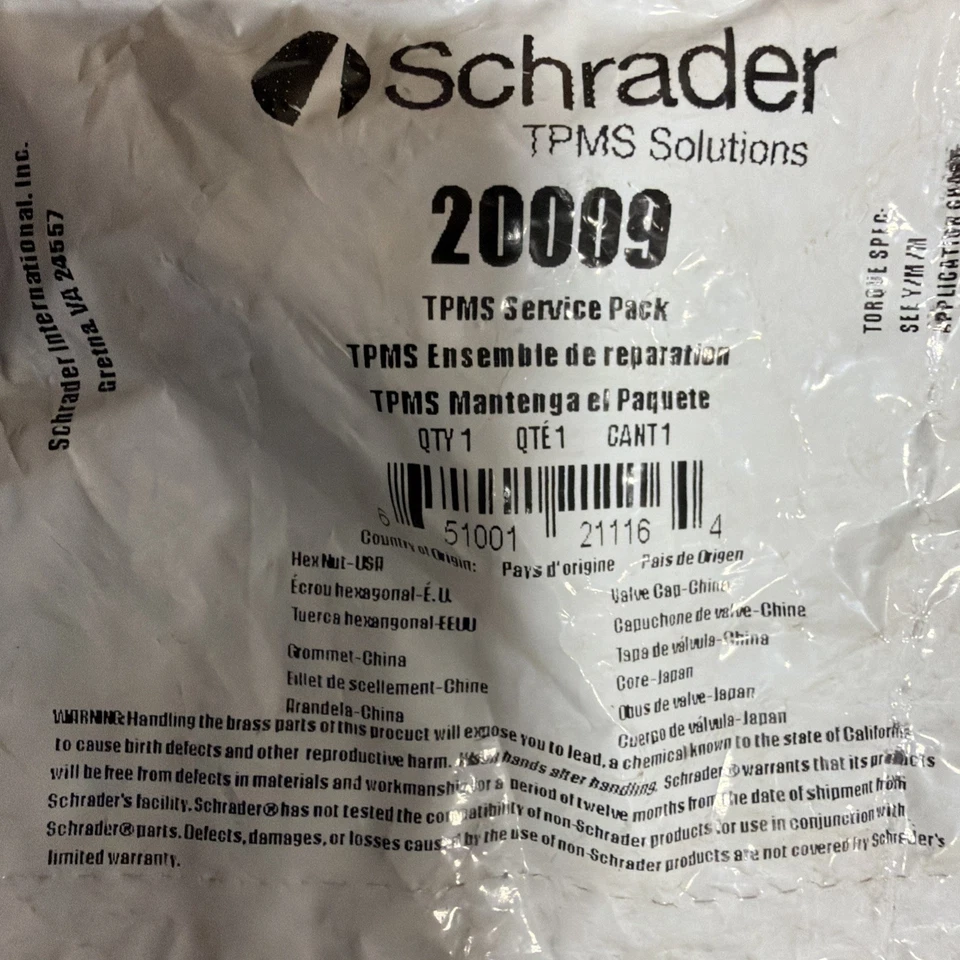 Schrader
TPMS Solutions
20009
TPMS Service Pack
TPMS Ensemble de reparation
TPMS Mantenga el Paquete
QTY 1 QTÉ 1 CANT 1
6 51001 21116 4
Country of Origin: Pays d'origine Pais de Origen
Hex Nut-USA
Écrou hexagonal-É.U.
Tuerca hexangonal-EEUU
Grommet-China
Eillet de scellement-Chine
Arandela-China
Valve Cap-China
Capuchone de valve-Chine
Tapa de válvula-China
Core-Japan
Obus de valve-Japan
Cuerpo de válvula-Japan
WARNING: Handling the brass parts of this product will expose you to lead, a chemical known to the state of California
to cause birth defects and other reproductive harm. Wash hands after handling. Schrader® warrants that its products
will be free from defects in materials and workmanship for a period of twelve months from the date of shipment from
Schrader's facility. Schrader® has not tested the compatibility of non-Schrader products for use in conjunction with
Schrader® parts. Defects, damages, or losses caused by the use of non-Schrader products are not covered by Schrader's
limited warranty.
Schrader International, Inc.
Gretna, VA 24557
TORQUE SPEC:
SEE Y/M/M
APPLICATION CHART